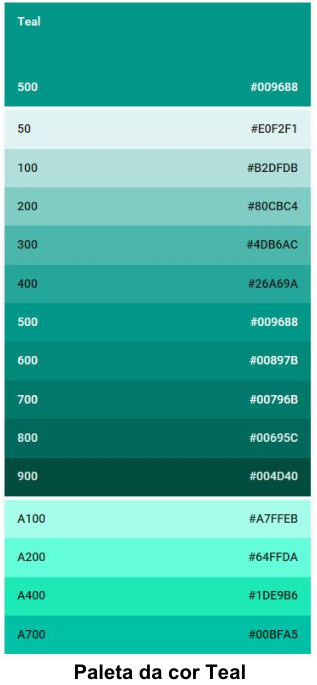 Teal
500 #009688
50 #E0F2F1
100 #B2DFDB
200 #80CBC4
300 #4DB6AC
400 #26A69A
500 #009688
600 #00897B
700 #00796B
800 #00695C
900 #004D40
A100 #A7FFEB
A200 #64FFDA
A400 #1DE9B6
A700 #00BFA5
Paleta da cor Teal